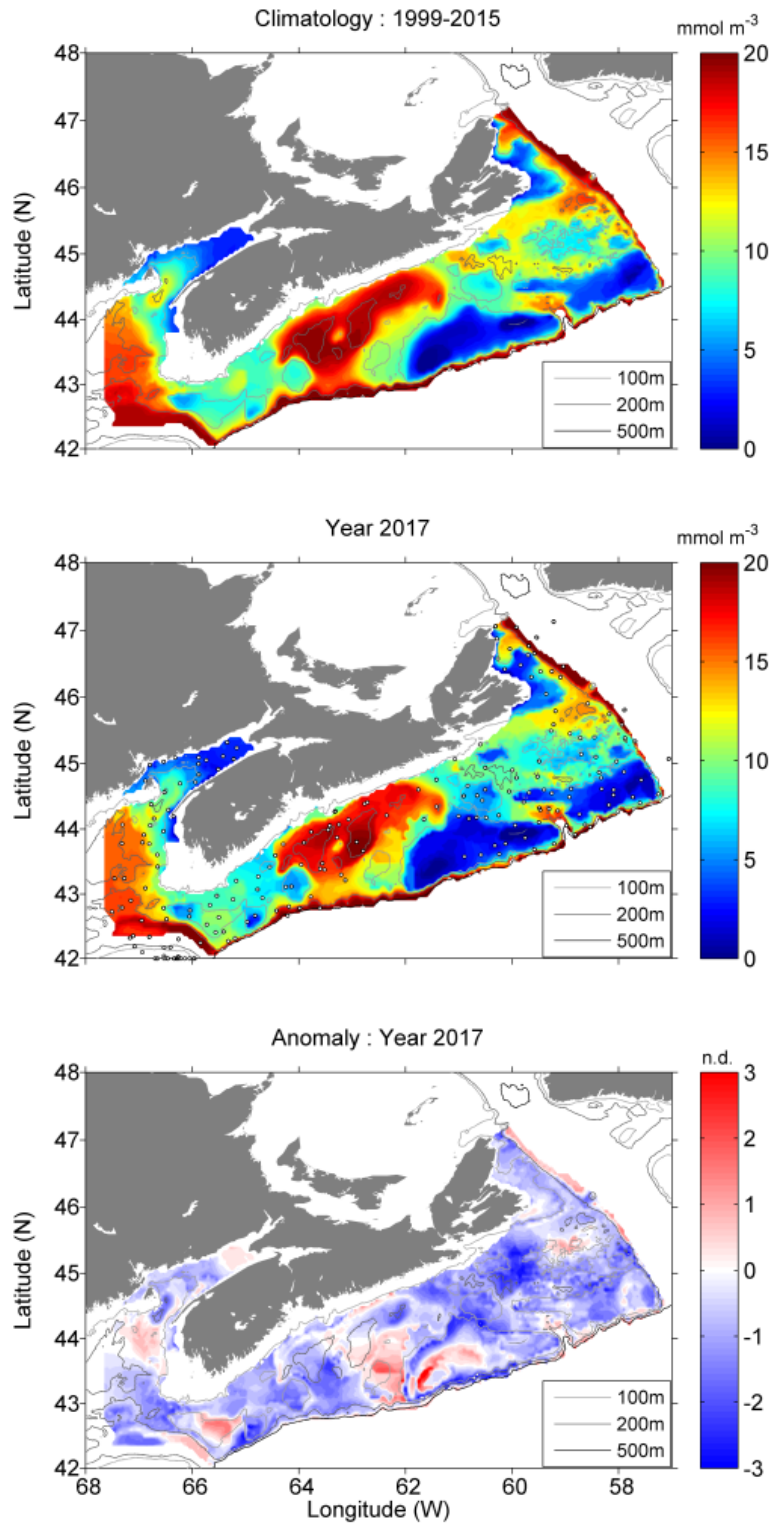 Climatology : 1999-2015
mmol m-3
48
47
46
45
44
43
42
Latitude (N)
20
15
10
5
0
100m
200m
500m
Year 2017
mmol m-3
48
47
46
45
44
43
42
Latitude (N)
20
15
10
5
0
100m
200m
500m
Anomaly : Year 2017
n.d.
48
47
46
45
44
43
42
Latitude (N)
3
2
1
0
-1
-2
-3
100m
200m
500m
68 66 64 62 60 58
Longitude (W)